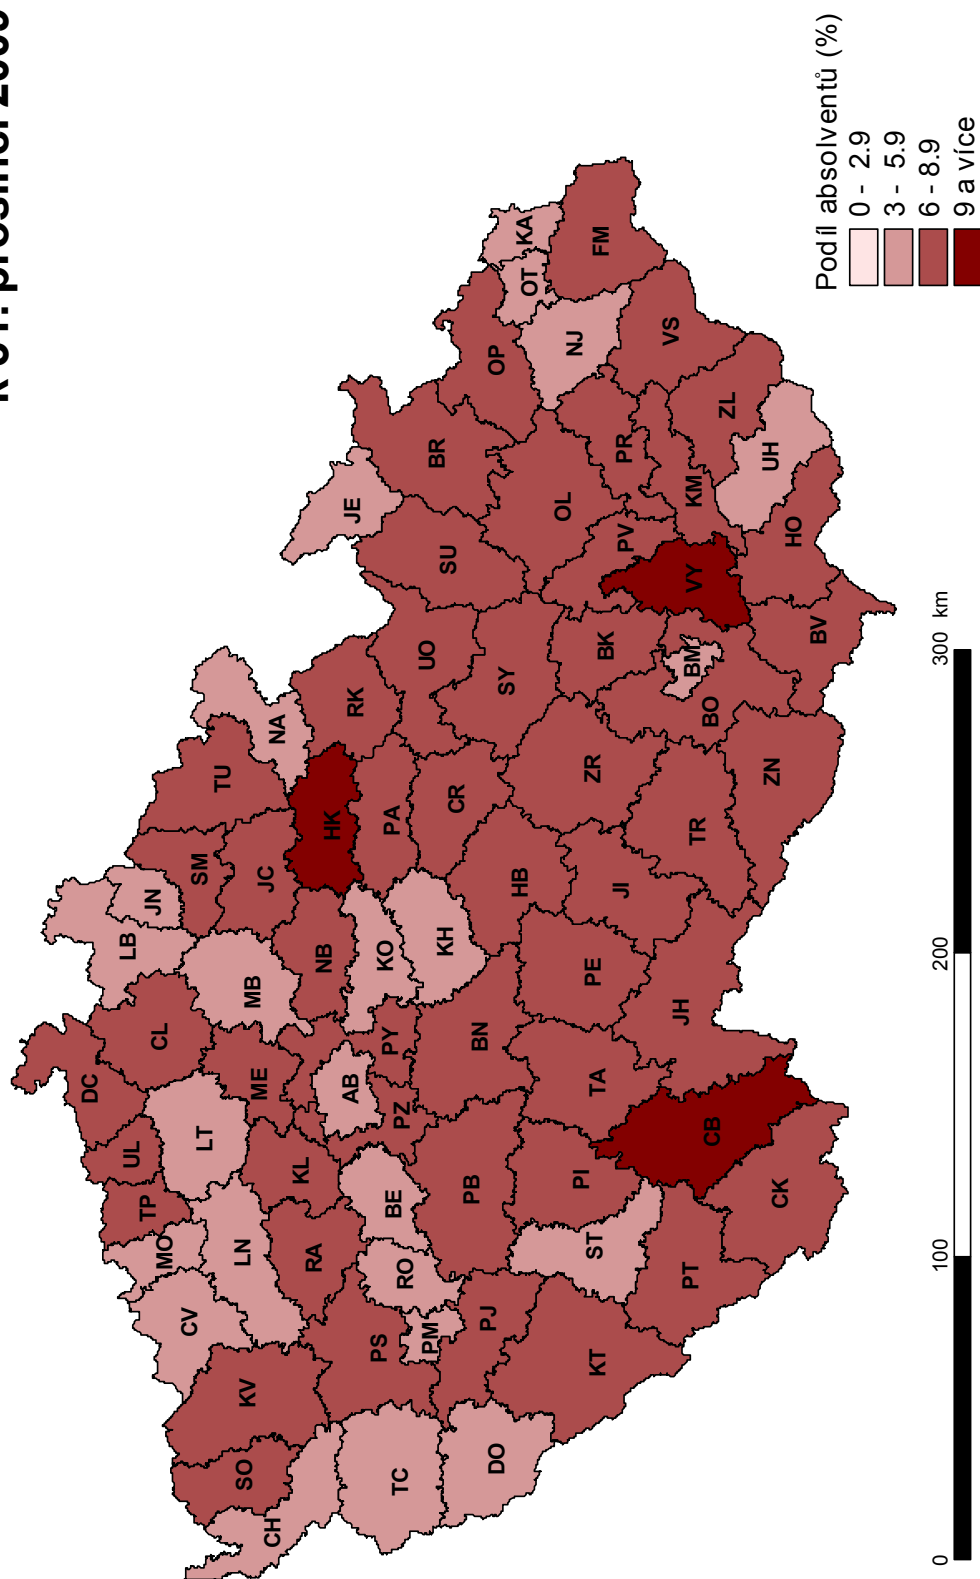 Podíl absolventů (%)
0 - 2.9
3 - 5.9
6 - 8.9
9 a více
DC
LB
JN
UL
CL
SM
TU
TP
LT
MB
JC
NA
MO
LN
ME
NB
HK
RK
JE
CV
KL
AB
KO
PA
UO
SU
BR
KV
RA
BE
PZ
PY
KH
CR
SY
OL
OP
OT
KA
SO
PS
RO
PB
BN
HB
ZR
BK
PV
PR
NJ
FM
CH
PM
PJ
PI
TA
PE
JI
BM
VY
KM
VS
TC
DO
KT
ST
CB
JH
TR
BO
ZL
PT
CK
ZN
BV
HO
UH
0
100
200
300
km